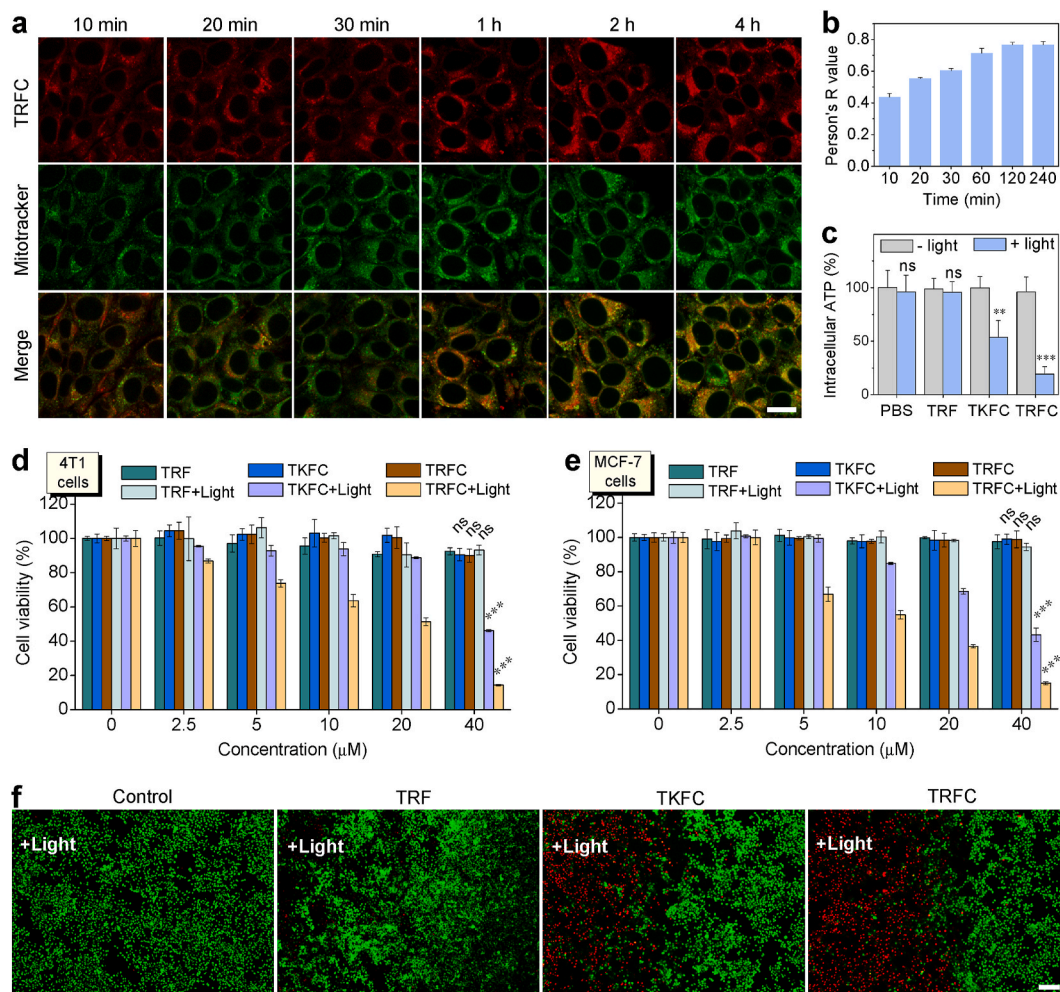 a
10 min 20 min 30 min 1 h 2 h 4 h
TRFC
Mitotracker
Merge
b
Person's R value
0.8
0.6
0.4
0.2
0.0
10 20 30 60 120 240
Time (min)
c
- light + light
Intracellular ATP (%)
100
50
0
ns ns ** ***
PBS TRF TKFC TRFC
d
4T1
cells
TRF TKFC TRFC
TRF+Light TKFC+Light TRFC+Light
Cell viability (%)
120
100
80
60
40
20
0
ns ns ns
***
***
0 2.5 5 10 20 40
Concentration (μM)
e
MCF-7
cells
TRF TKFC TRFC
TRF+Light TKFC+Light TRFC+Light
Cell viability (%)
120
100
80
60
40
20
0
ns ns ns
***
***
0 2.5 5 10 20 40
Concentration (μM)
f
Control TRF TKFC TRFC
+Light +Light +Light +Light